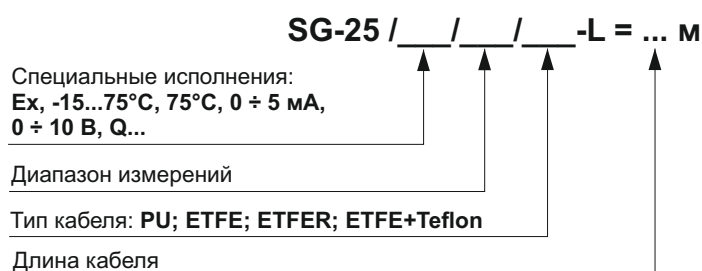 SG-25 /___/___/___-L = ... м
Специальные исполнения:
Ex, -15...75°C, 75°C, 0 ÷ 5 мА,
0 ÷ 10 В, Q...
Диапазон измерений
Тип кабеля: PU; ETFE; ETFER; ETFE+Teflon
Длина кабеля